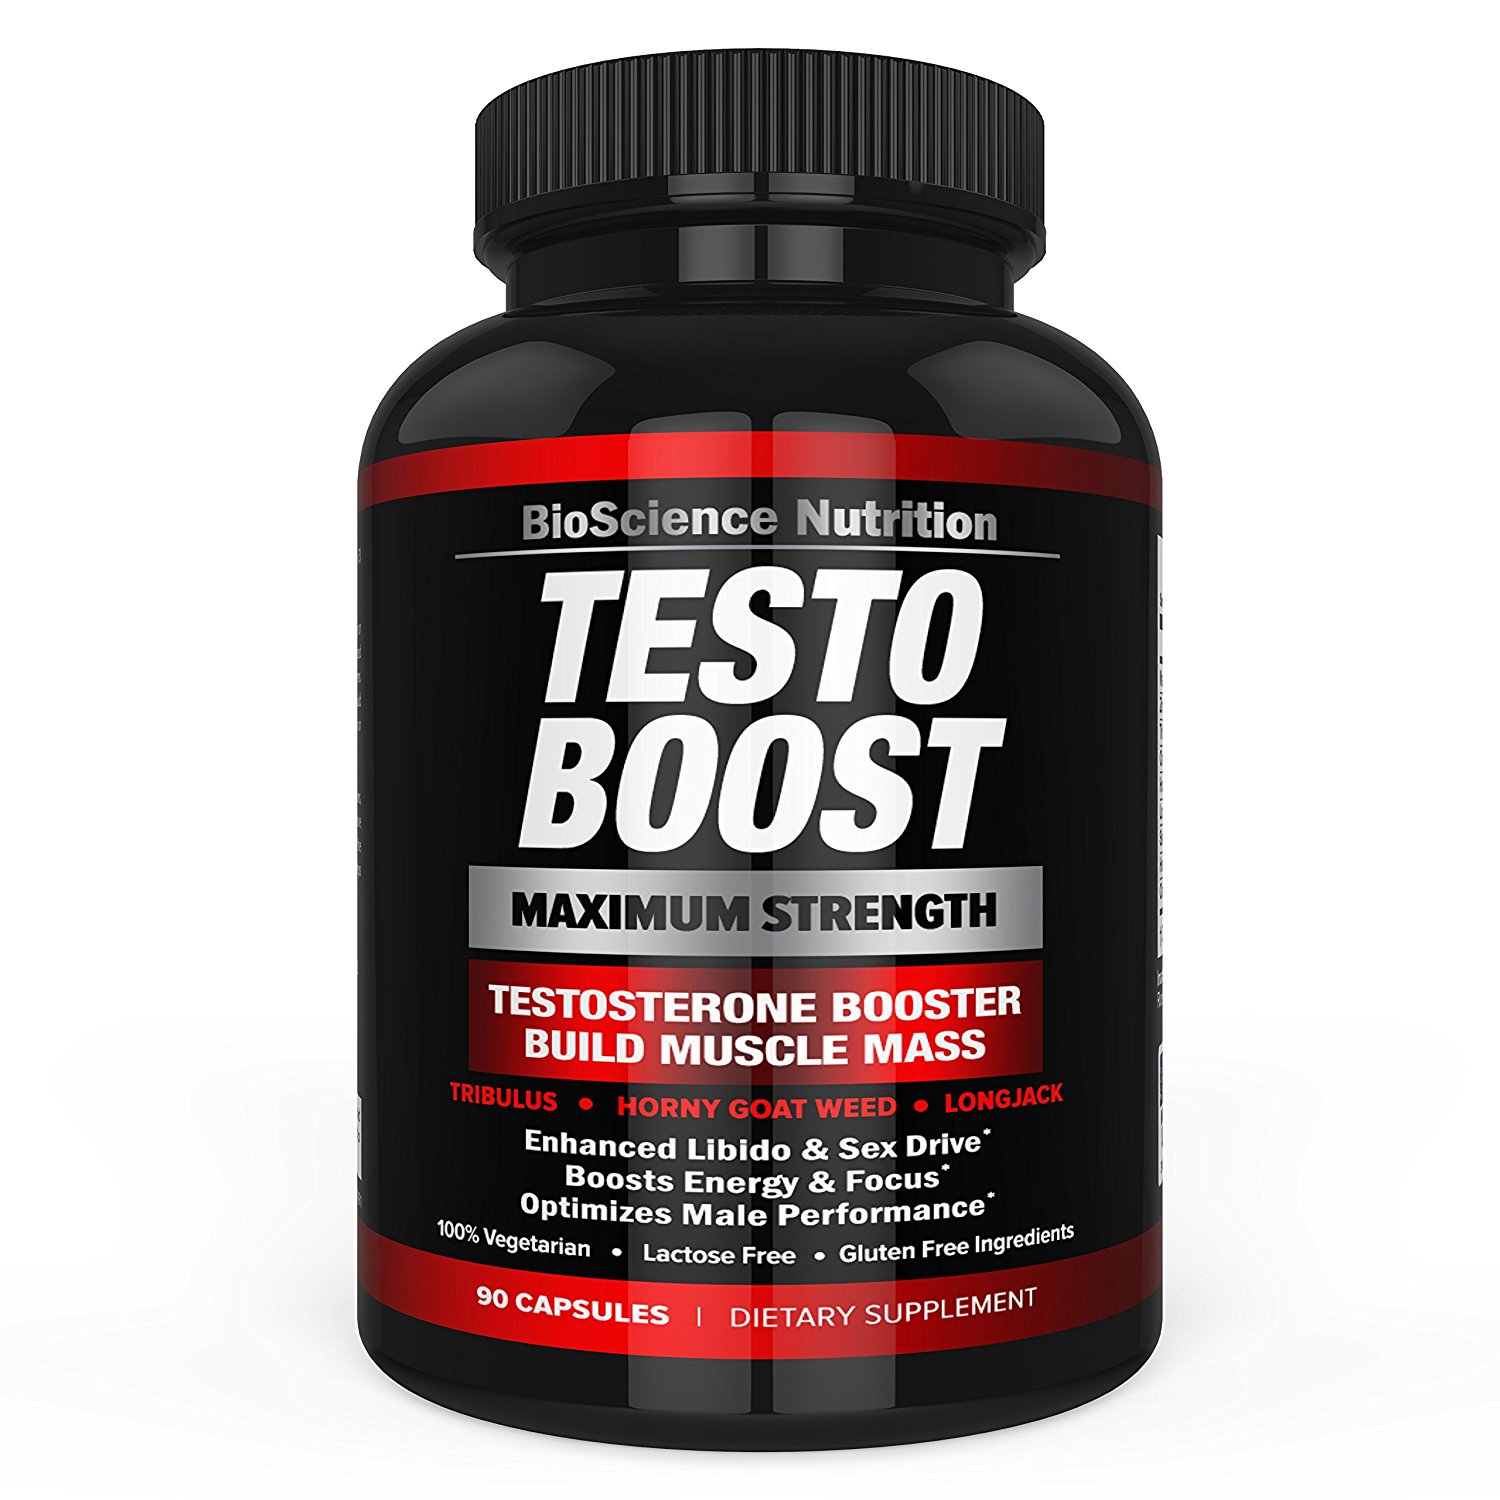 BioScience Nutrition
TESTO
BOOST
MAXIMUM STRENGTH
TESTOSTERONE BOOSTER
BUILD MUSCLE MASS
TRIBULUS • HORNY GOAT WEED • LONGJACK
Enhanced Libido & Sex Drive*
Boosts Energy & Focus*
Optimizes Male Performance*
100% Vegetarian • Lactose Free • Gluten Free Ingredients
90 CAPSULES | DIETARY SUPPLEMENT